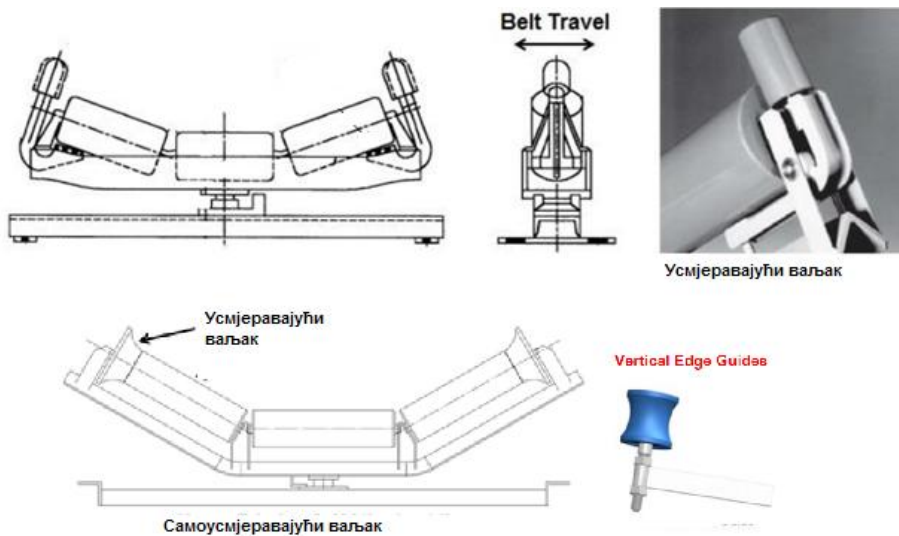 Belt Travel
Усмјеравајући ваљак
Усмјеравајући
ваљак
Vertical Edge Guides
Самоусмјеравајући ваљак